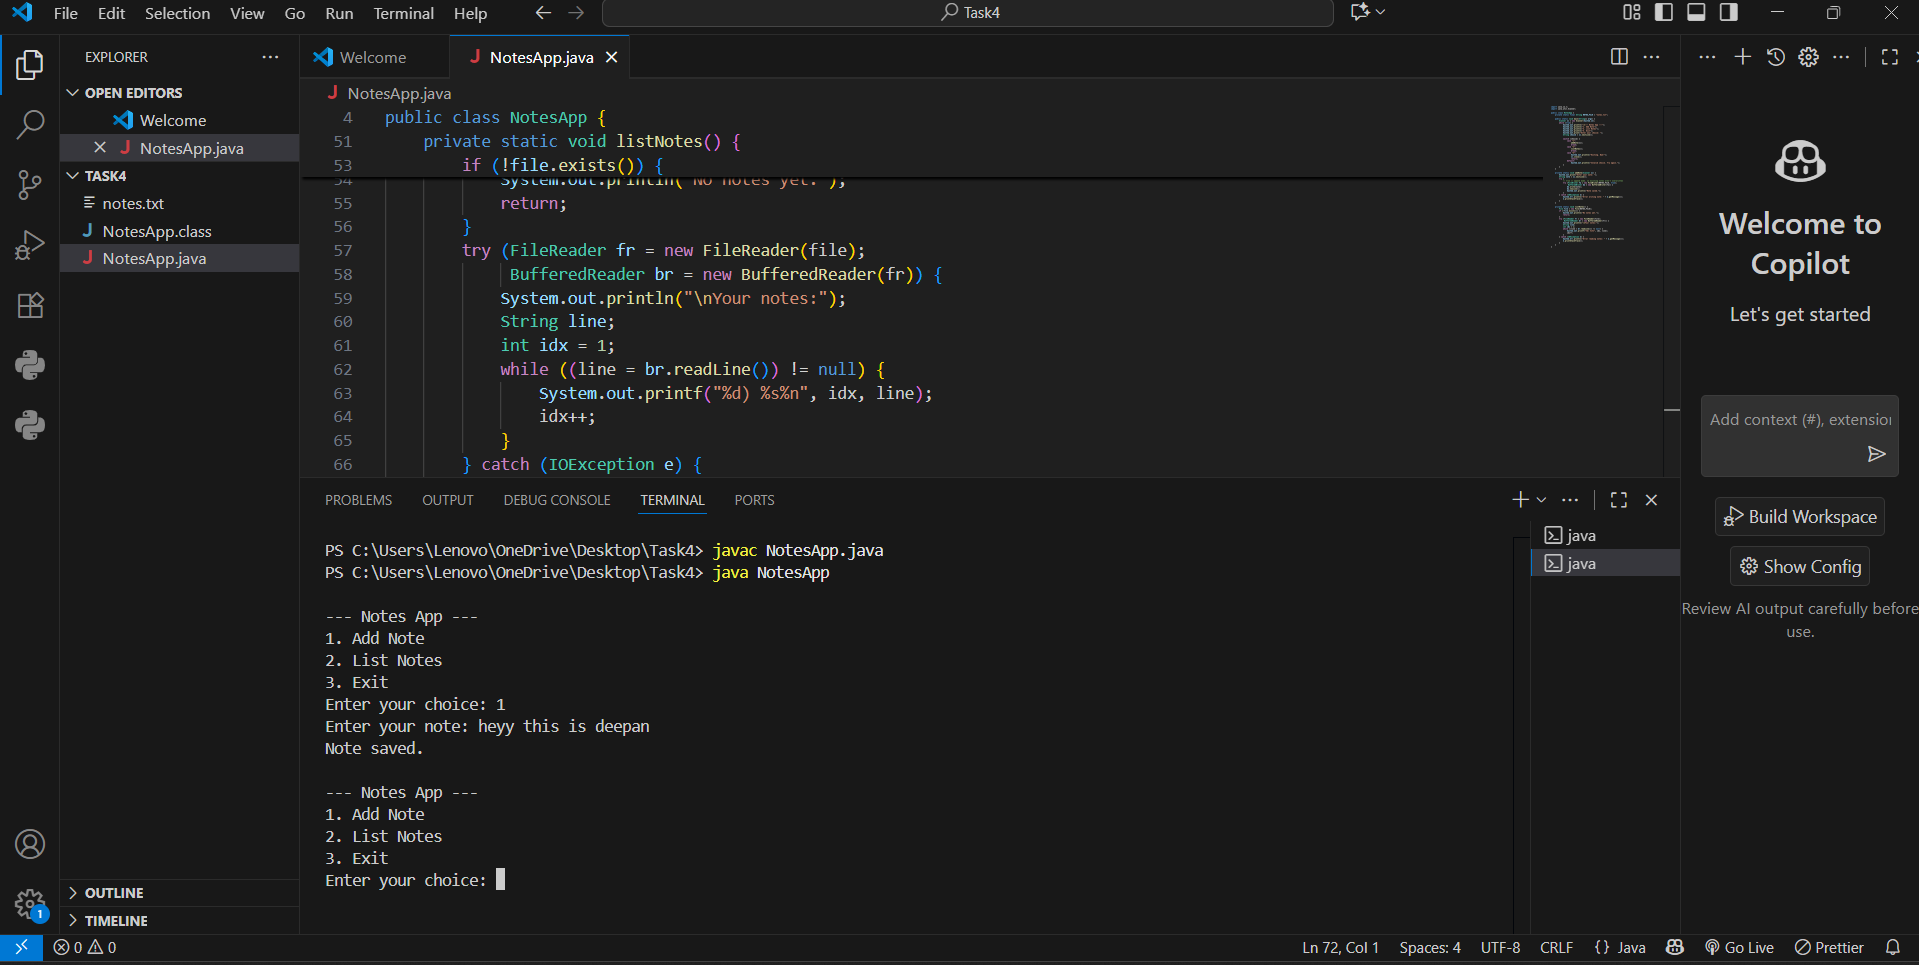 File Edit Selection View Go Run Terminal Help
Task4
EXPLORER
OPEN EDITORS
Welcome
NotesApp.java
TASK4
notes.txt
NotesApp.class
NotesApp.java
OUTLINE
TIMELINE
Welcome
NotesApp.java
NotesApp.java
4 public class NotesApp {
51 private static void listNotes() {
53 if (!file.exists()) {
54 System.out.println("No notes yet.");
55 return;
56 }
57 try (FileReader fr = new FileReader(file);
58 BufferedReader br = new BufferedReader(fr)) {
59 System.out.println("\nYour notes:");
60 String line;
61 int idx = 1;
62 while ((line = br.readLine()) != null) {
63 System.out.printf("%d) %s%n", idx, line);
64 idx++;
65 }
66 } catch (IOException e) {
PROBLEMS OUTPUT DEBUG CONSOLE TERMINAL PORTS
PS C:\Users\Lenovo\OneDrive\Desktop\Task4> javac NotesApp.java
PS C:\Users\Lenovo\OneDrive\Desktop\Task4> java NotesApp
--- Notes App ---
1. Add Note
2. List Notes
3. Exit
Enter your choice: 1
Enter your note: heyy this is deepan
Note saved.
--- Notes App ---
1. Add Note
2. List Notes
3. Exit
Enter your choice:
java
java
Welcome to
Copilot
Let's get started
Add context (#), extension
Build Workspace
Show Config
Review AI output carefully before
use.
1
0 0
Ln 72, Col 1 Spaces: 4 UTF-8 CRLF {} Java Go Live Prettier